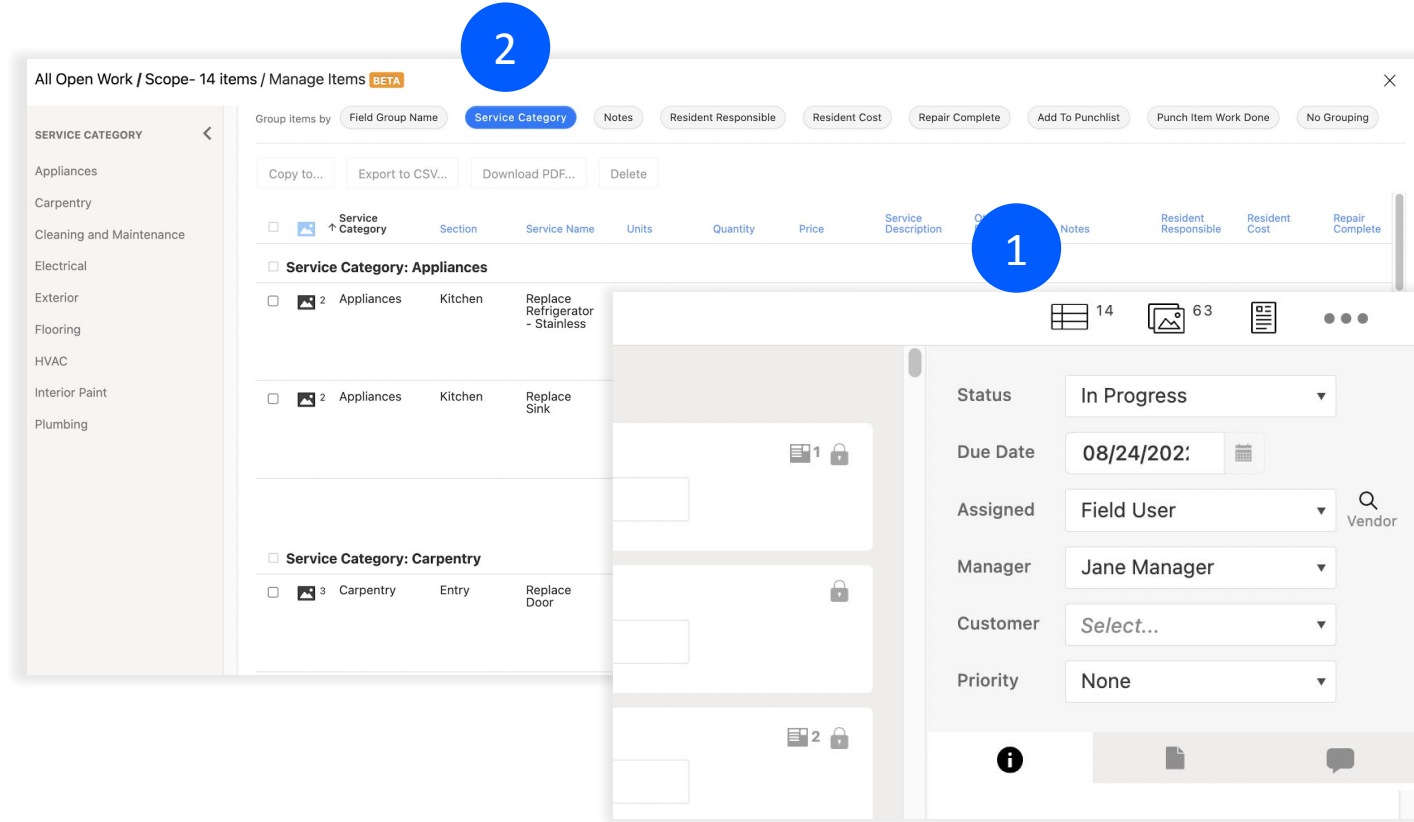 2
All Open Work / Scope- 14 items / Manage Items BETA
SERVICE CATEGORY
Appliances
Carpentry
Cleaning and Maintenance
Electrical
Exterior
Flooring
HVAC
Interior Paint
Plumbing
Group items by Field Group Name Service Category Notes Resident Responsible Resident Cost Repair Complete Add To Punchlist Punch Item Work Done No Grouping
Copy to... Export to CSV... Download PDF... Delete
Service Category Section Service Name Units Quantity Price Service Description Notes Resident Responsible Resident Cost Repair Complete
1
Service Category: Appliances
2 Appliances Kitchen Replace
Refrigerator
- Stainless
2 Appliances Kitchen Replace
Sink
Service Category: Carpentry
3 Carpentry Entry Replace
Door
14 63
1
2
Status In Progress
Due Date 08/24/202
Assigned Field User
Vendor
Manager Jane Manager
Customer Select...
Priority None